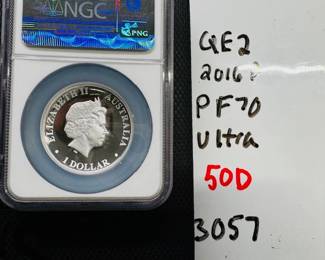 NGC
PNG
ELIZABETH II AUSTRALIA
1 DOLLAR
QE2
2016 P
PF70
Ultra
50D
3057